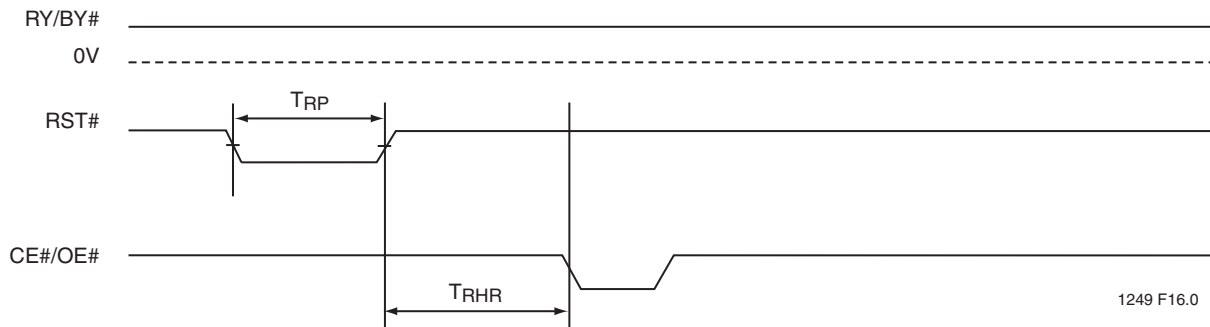 RY/BY#
0V
TRP
RST#
CE#/OE#
TRHR
1249 F16.0